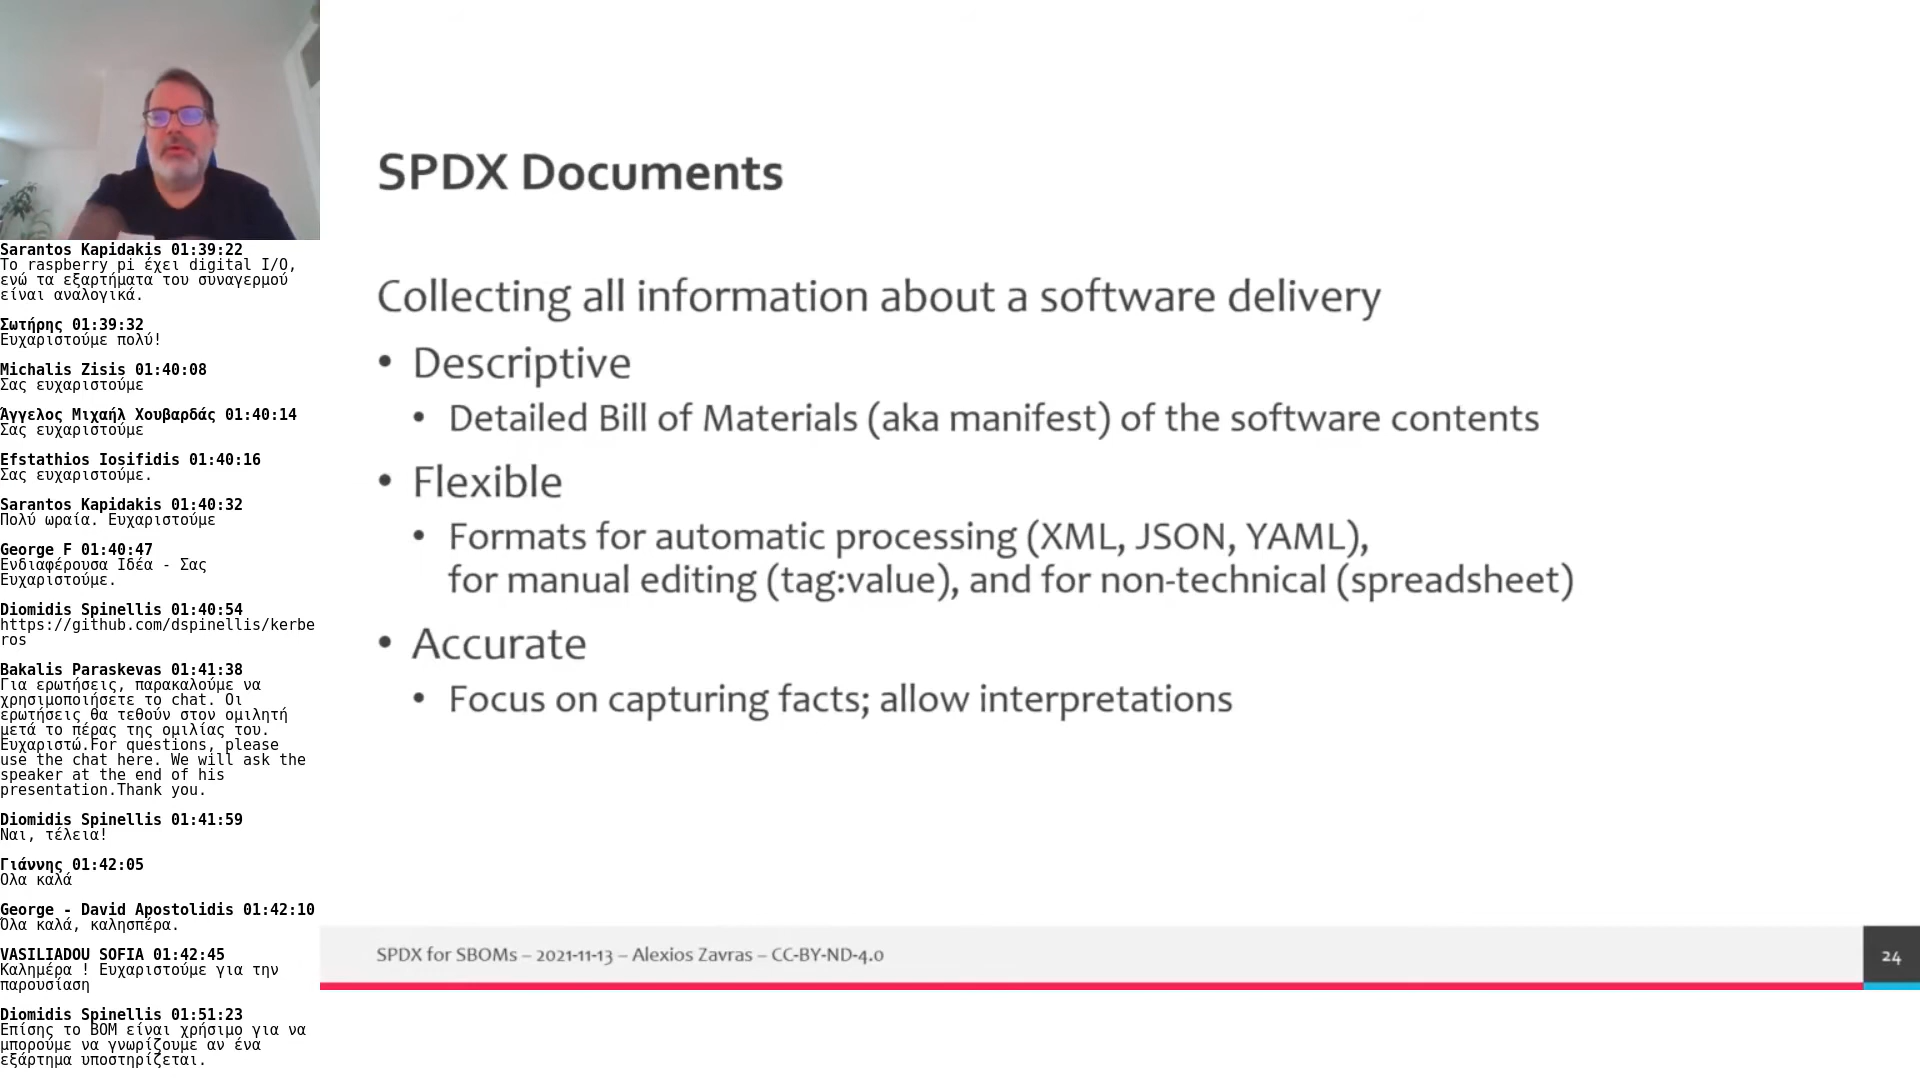 Sarantos Kapidakis 01:39:22
Το raspberry pi έχει digital I/O,
ενώ τα εξαρτήματα του συναγερμού
είναι αναλογικά.
Σωτήρης 01:39:32
Ευχαριστούμε πολύ!
Michalis Zisis 01:40:08
Σας ευχαριστούμε
Άγγελος Μιχαήλ Χουβαρδάς 01:40:14
Σας ευχαριστούμε
Efstathios Iosifidis 01:40:16
Σας ευχαριστούμε.
Sarantos Kapidakis 01:40:32
Πολύ ωραία. Ευχαριστούμε
George F 01:40:47
Ενδιαφέρουσα Ιδέα - Σας
Ευχαριστούμε.
Diomidis Spinellis 01:40:54
https://github.com/dspinellis/kerbe
ros
Bakalis Paraskevas 01:41:38
Για ερωτήσεις, παρακαλούμε να
χρησιμοποιήσετε το chat. Οι
ερωτήσεις θα τεθούν στον ομιλητή
μετά το πέρας της ομιλίας του.
Ευχαριστώ.For questions, please
use the chat here. We will ask the
speaker at the end of his
presentation.Thank you.
Diomidis Spinellis 01:41:59
Ναι, τέλεια!
Γιάννης 01:42:05
Ολα καλά
George - David Apostolidis 01:42:10
Όλα καλά, καλησπέρα.
VASILIADOU SOFIA 01:42:45
Καλημέρα ! Ευχαριστούμε για την
παρουσίαση
Diomidis Spinellis 01:51:23
Επίσης το BOM είναι χρήσιμο για να
μπορούμε να γνωρίζουμε αν ένα
εξάρτημα υποστηρίζεται.
SPDX Documents
Collecting all information about a software delivery
• Descriptive
• Detailed Bill of Materials (aka manifest) of the software contents
• Flexible
• Formats for automatic processing (XML, JSON, YAML),
for manual editing (tag:value), and for non-technical (spreadsheet)
• Accurate
• Focus on capturing facts; allow interpretations
SPDX for SBOMs – 2021-11-13 – Alexios Zavras – CC-BY-ND-4.0
24